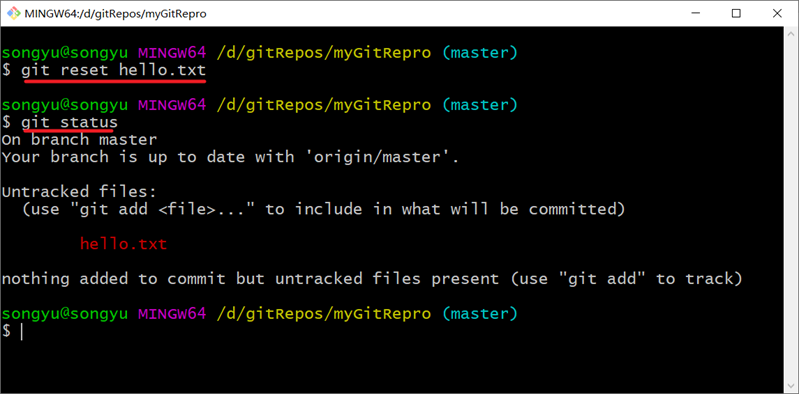 MINGW64:/d/gitRepos/myGitRepro
songyu@songyu MINGW64 /d/gitRepos/myGitRepro (master)
$ git reset hello.txt
songyu@songyu MINGW64 /d/gitRepos/myGitRepro (master)
$ git status
On branch master
Your branch is up to date with 'origin/master'.
Untracked files:
  (use "git add <file>..." to include in what will be committed)
        hello.txt
nothing added to commit but untracked files present (use "git add" to track)
songyu@songyu MINGW64 /d/gitRepos/myGitRepro (master)
$